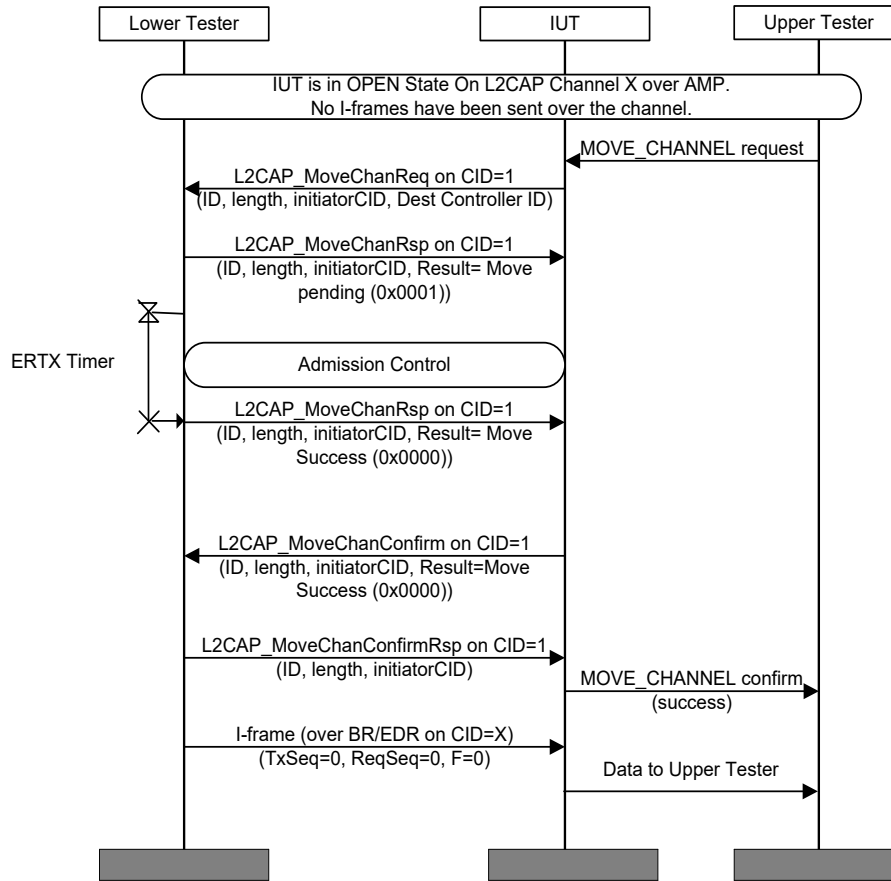 Lower Tester
IUT
Upper Tester
IUT is in OPEN State On L2CAP Channel X over AMP.
No I-frames have been sent over the channel.
MOVE_CHANNEL request
L2CAP_MoveChanReq on CID=1
(ID, length, initiatorCID, Dest Controller ID)
L2CAP_MoveChanRsp on CID=1
(ID, length, initiatorCID, Result= Move
pending (0x0001))
ERTX Timer
Admission Control
L2CAP_MoveChanRsp on CID=1
(ID, length, initiatorCID, Result= Move
Success (0x0000))
L2CAP_MoveChanConfirm on CID=1
(ID, length, initiatorCID, Result=Move
Success (0x0000))
L2CAP_MoveChanConfirmRsp on CID=1
(ID, length, initiatorCID)
MOVE_CHANNEL confirm
(success)
I-frame (over BR/EDR on CID=X)
(TxSeq=0, ReqSeq=0, F=0)
Data to Upper Tester